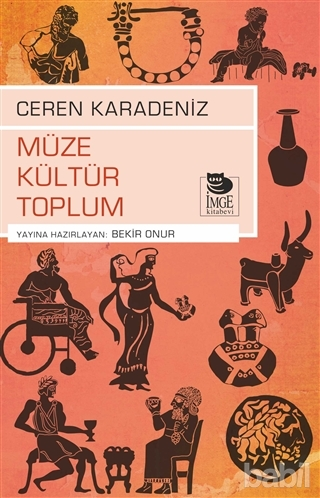 CEREN KARADENİZ
MÜZE
KÜLTÜR
TOPLUM
YAYINA HAZIRLAYAN: BEKİR ONUR
İMGE
kitabevi
babil